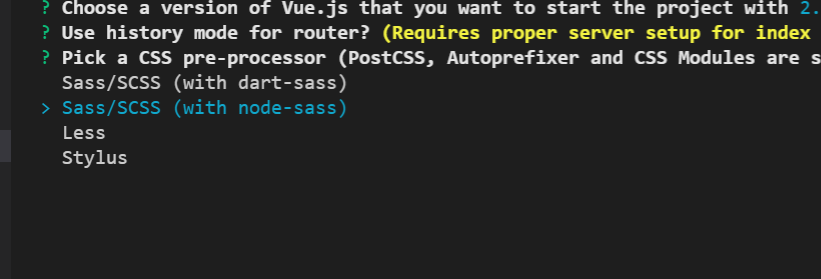 ? Choose a version of Vue.js that you want to start the project with 2.
? Use history mode for router? (Requires proper server setup for index
? Pick a CSS pre-processor (PostCSS, Autoprefixer and CSS Modules are s
Sass/SCSS (with dart-sass)
> Sass/SCSS (with node-sass)
Less
Stylus